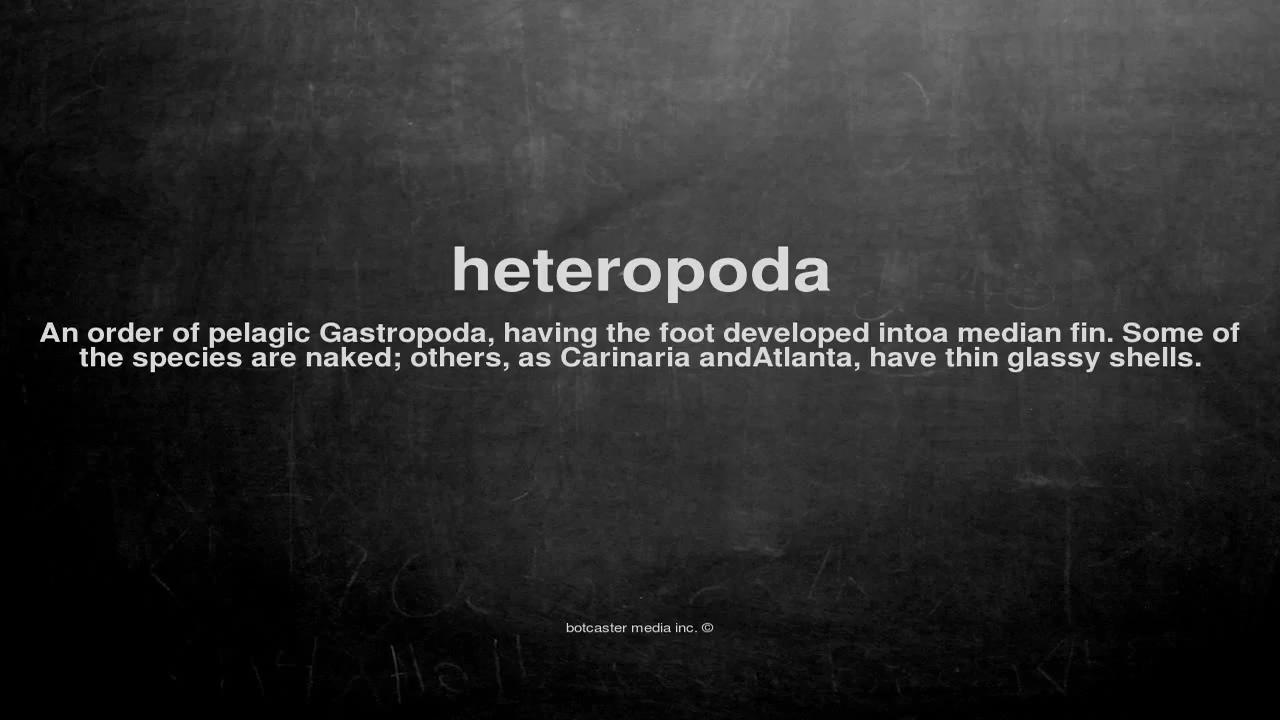 heteropoda
An order of pelagic Gastropoda, having the foot developed intoa median fin. Some of
the species are naked; others, as Carinaria andAtlanta, have thin glassy shells.
botcaster media inc. ©